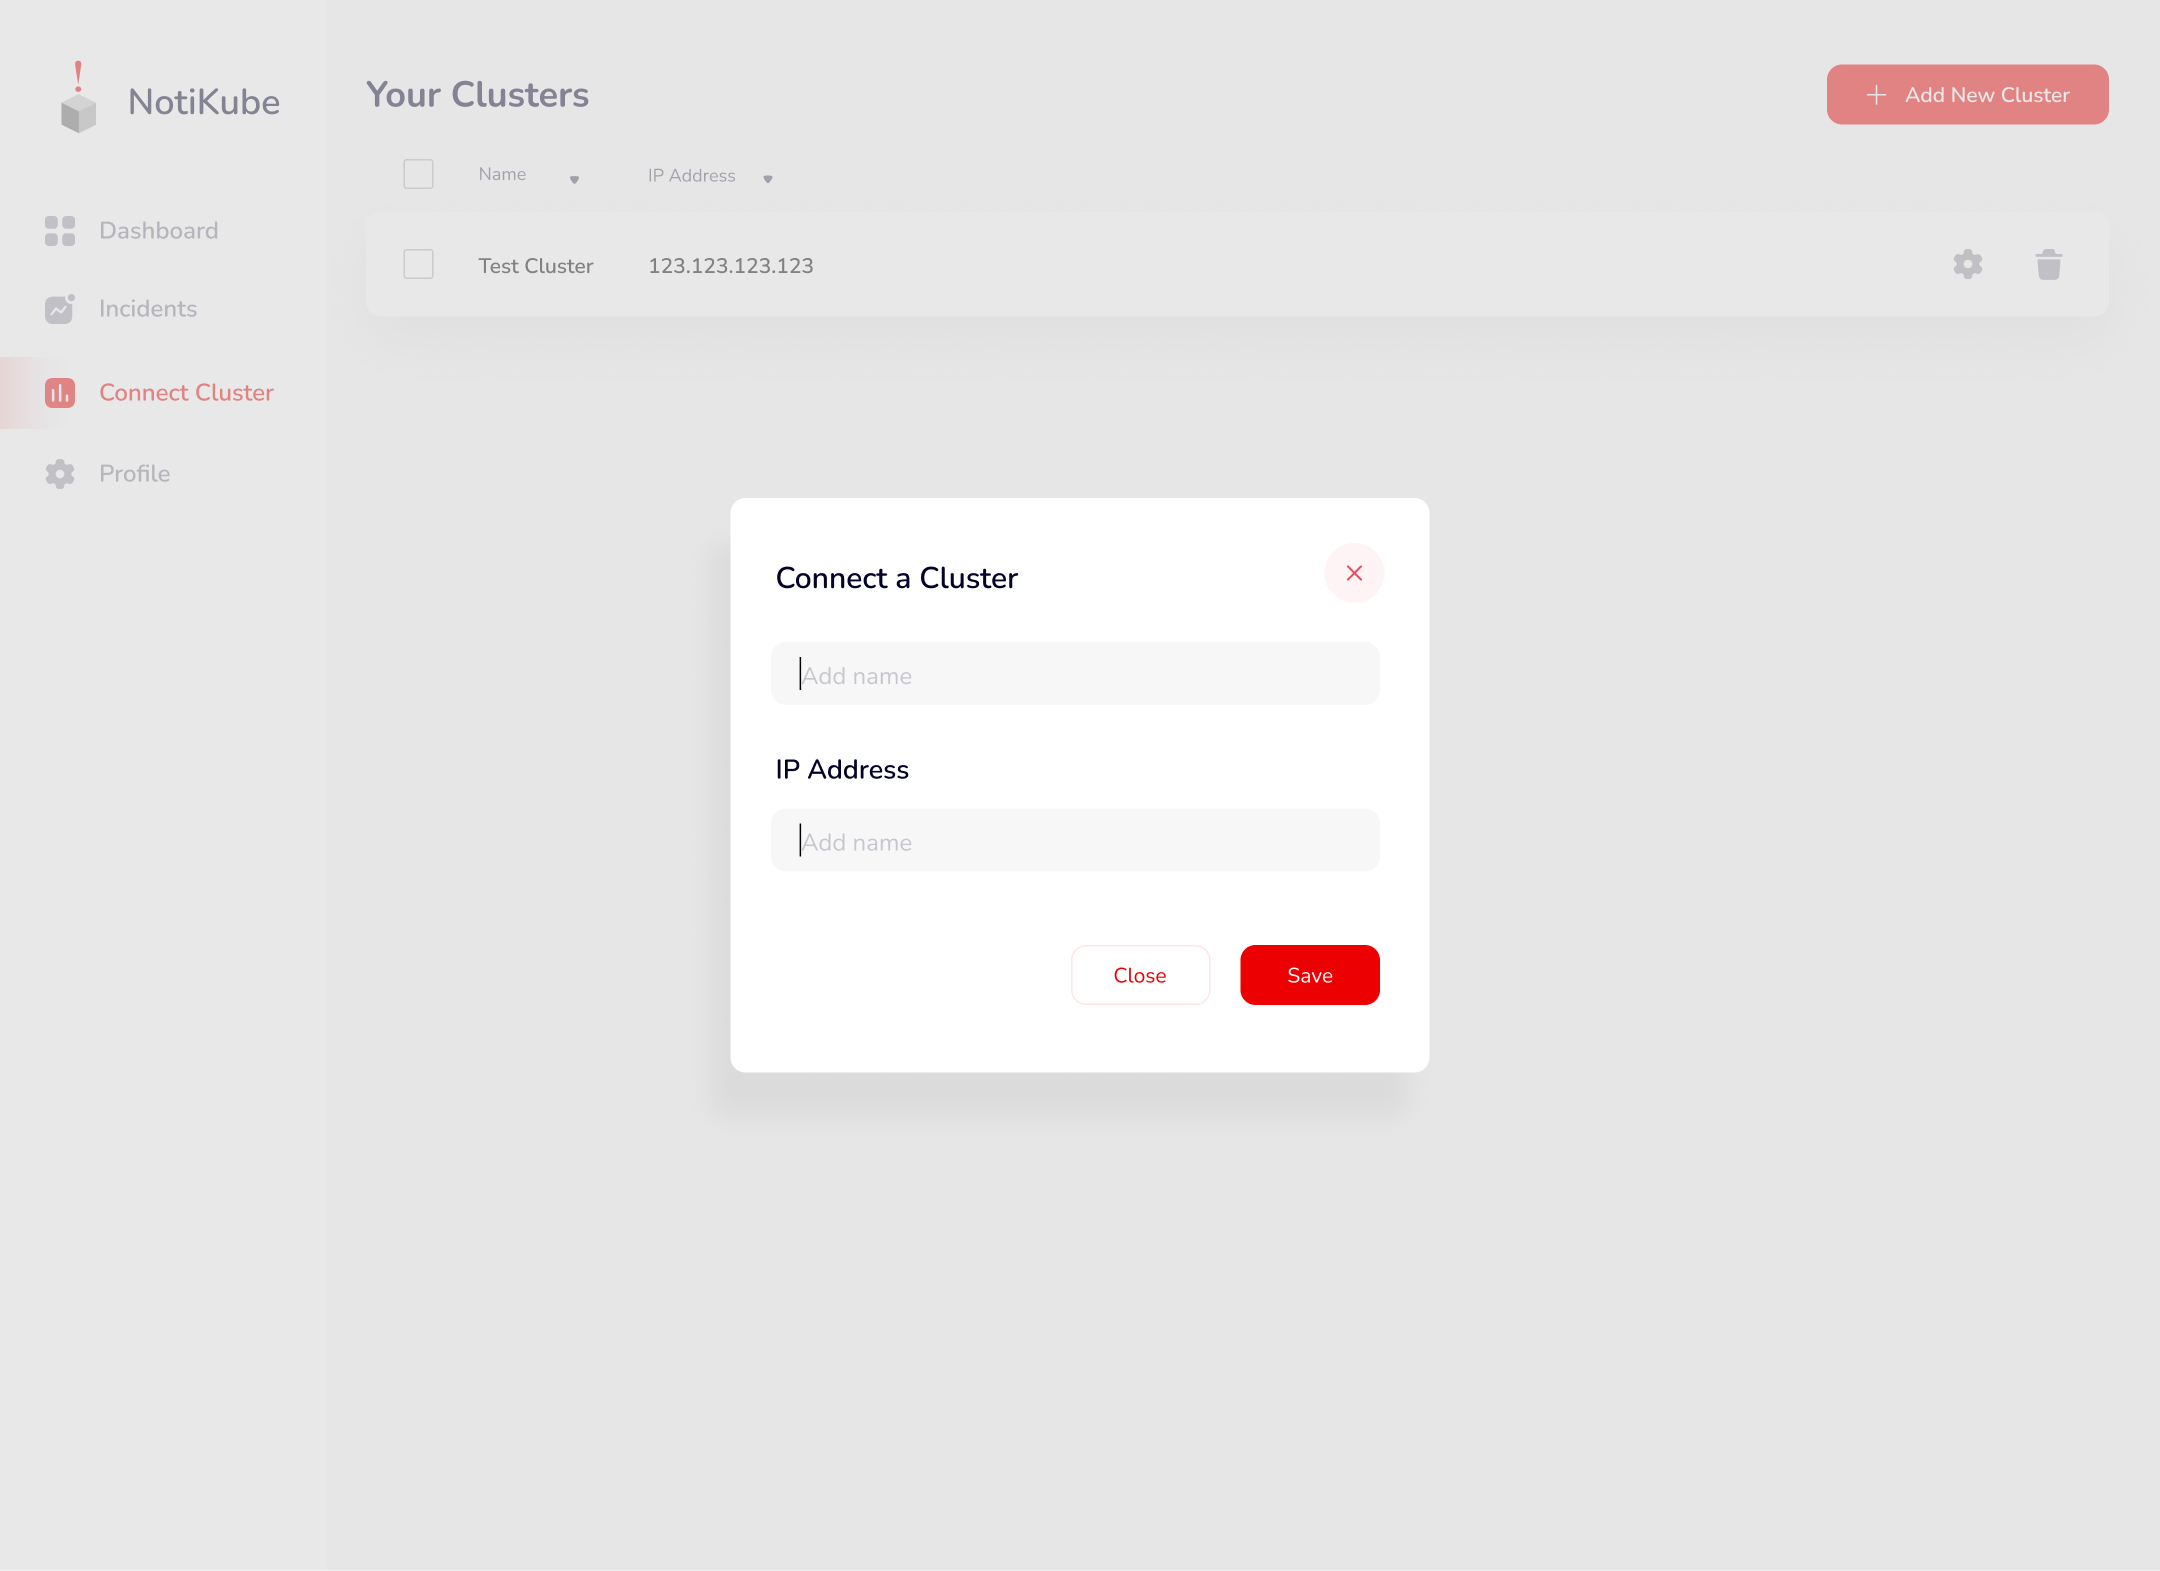 NotiKube
Dashboard
Incidents
Connect Cluster
Profile
Your Clusters
Add New Cluster
Name
IP Address
Test Cluster
123.123.123.123
Connect a Cluster
Add name
IP Address
Add name
Close
Save